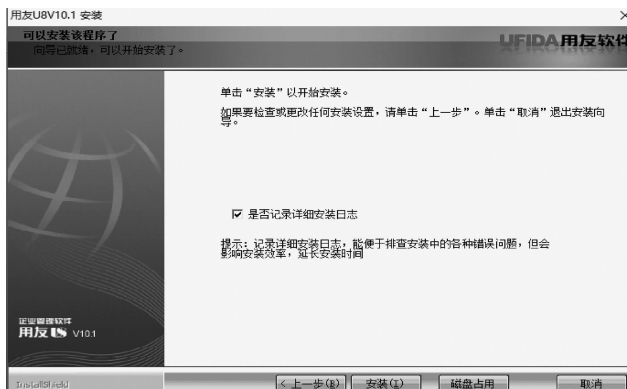 用友U8V10.1 安装
可以安装该程序了
向导已就绪，可以开始安装了。
UFIDA用友软件
单击“安装”以开始安装。
如果要检查或更改任何安装设置，请单击“上一步”。单击“取消”退出安装向
导。
是否记录详细安装日志
提示：记录详细安装日志，能便于排查安装中的各种错误问题，但会
影响安装效率，延长安装时间
企业管理软件
用友U8 V10.1
InstallShield
< 上一步(B) 安装(I) 磁盘占用 取消